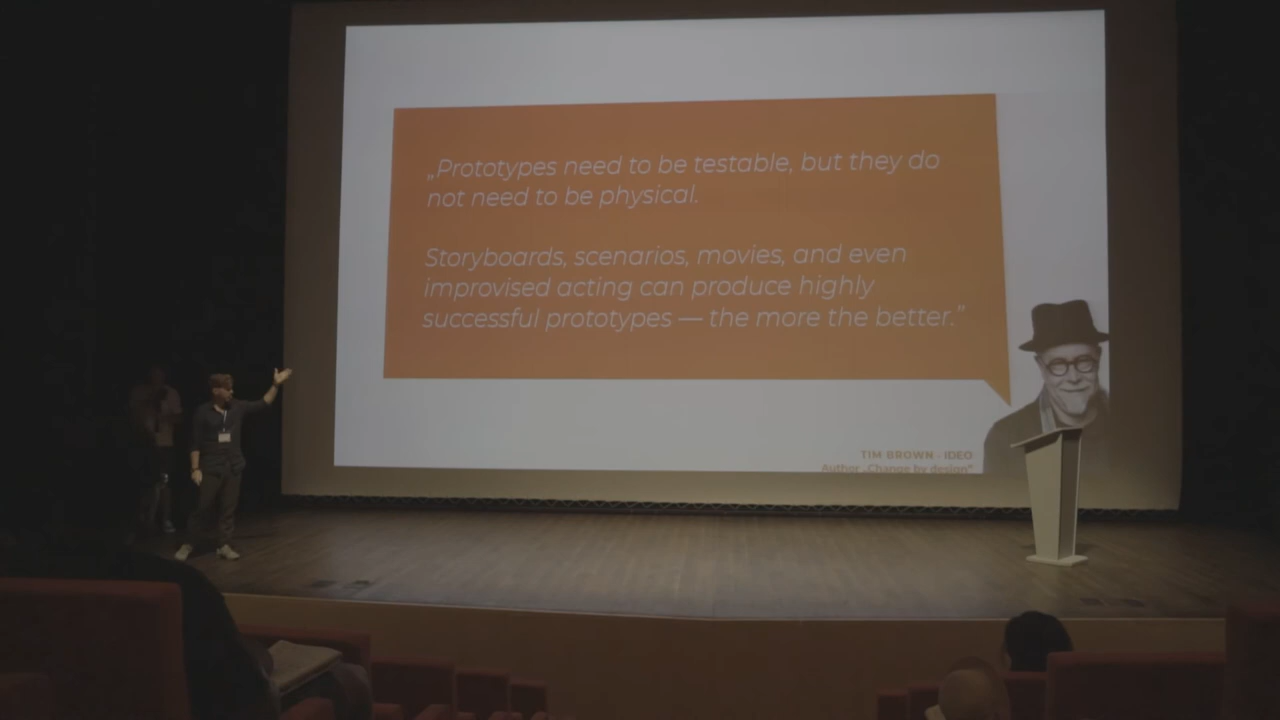 „Prototypes need to be testable, but they do
not need to be physical.
Storyboards, scenarios, movies, and even
improvised acting can produce highly
successful prototypes — the more the better.”
TIM BROWN - IDEO
Author „Change by design”